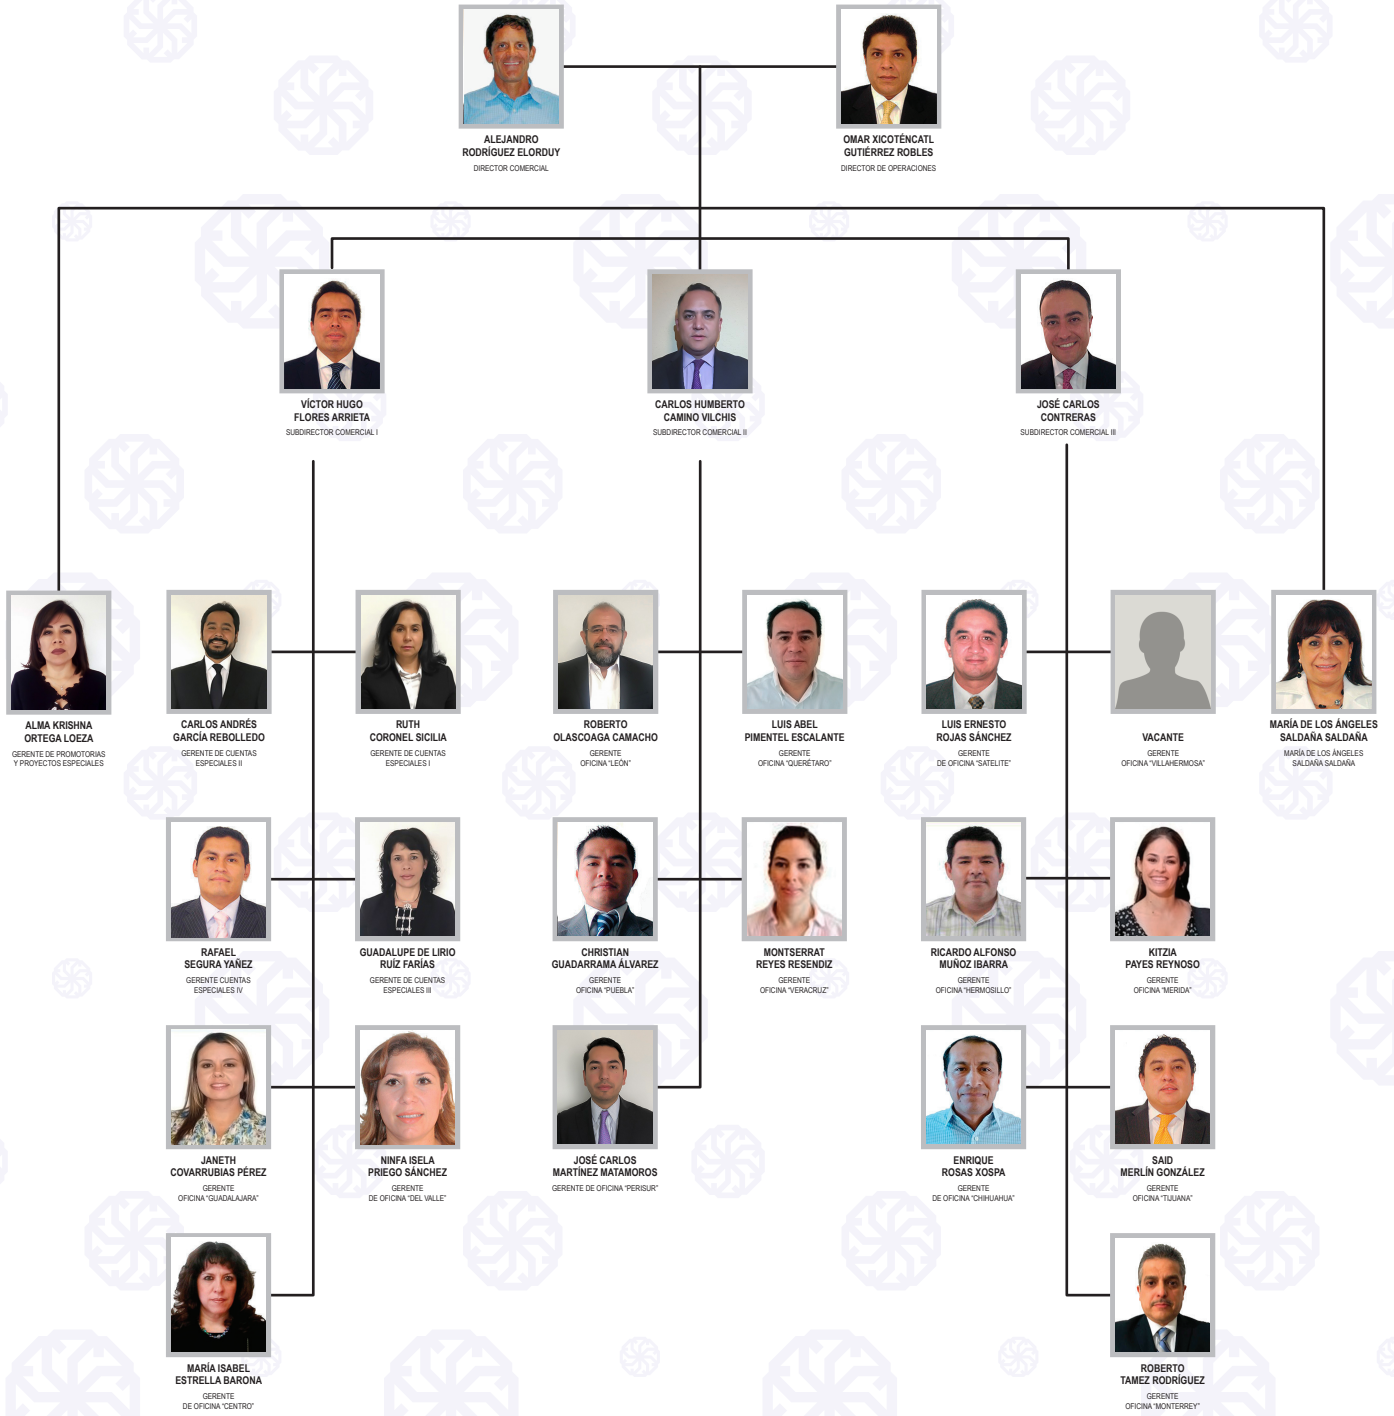 ALEJANDRO
RODRÍGUEZ ELORDUY
DIRECTOR COMERCIAL
OMAR XICOTÉNCATL
GUTIÉRREZ ROBLES
DIRECTOR DE OPERACIONES
VÍCTOR HUGO
FLORES ARRIETA
SUBDIRECTOR COMERCIAL I
CARLOS HUMBERTO
CAMINO VILCHIS
SUBDIRECTOR COMERCIAL II
JOSÉ CARLOS
CONTRERAS
SUBDIRECTOR COMERCIAL III
ALMA KRISHNA
ORTEGA LOEZA
GERENTE DE PROMOTORIAS
Y PROYECTOS ESPECIALES
CARLOS ANDRÉS
GARCÍA REBOLLEDO
GERENTE DE CUENTAS
ESPECIALES II
RUTH
CORONEL SICILIA
GERENTE DE CUENTAS
ESPECIALES I
ROBERTO
OLASCOAGA CAMACHO
GERENTE
OFICINA "LEÓN"
LUIS ABEL
PIMENTEL ESCALANTE
GERENTE
OFICINA "QUERÉTARO"
LUIS ERNESTO
ROJAS SÁNCHEZ
GERENTE
DE OFICINA "SATELITE"
VACANTE
GERENTE
OFICINA "VILLAHERMOSA"
MARÍA DE LOS ÁNGELES
SALDAÑA SALDAÑA
MARÍA DE LOS ÁNGELES
SALDAÑA SALDAÑA
RAFAEL
SEGURA YAÑEZ
GERENTE CUENTAS
ESPECIALES IV
GUADALUPE DE LIRIO
RUÍZ FARÍAS
GERENTE DE CUENTAS
ESPECIALES III
CHRISTIAN
GUADARRAMA ÁLVAREZ
GERENTE
OFICINA "PUEBLA"
MONTSERRAT
REYES RESENDIZ
GERENTE
OFICINA "VERACRUZ"
RICARDO ALFONSO
MUÑOZ IBARRA
GERENTE
OFICINA "HERMOSILLO"
KITZIA
PAYES REYNOSO
GERENTE
OFICINA "MERIDA"
JANETH
COVARRUBIAS PÉREZ
GERENTE
OFICINA "GUADALAJARA"
NINFA ISELA
PRIEGO SÁNCHEZ
GERENTE
DE OFICINA "DEL VALLE"
JOSÉ CARLOS
MARTÍNEZ MATAMOROS
GERENTE DE OFICINA "PERISUR"
ENRIQUE
ROSAS XOSPA
GERENTE
DE OFICINA "CHIHUAHUA"
SAID
MERLÍN GONZÁLEZ
GERENTE
OFICINA "TIJUANA"
MARÍA ISABEL
ESTRELLA BARONA
GERENTE
DE OFICINA "CENTRO"
ROBERTO
TAMEZ RODRÍGUEZ
GERENTE
OFICINA "MONTERREY"